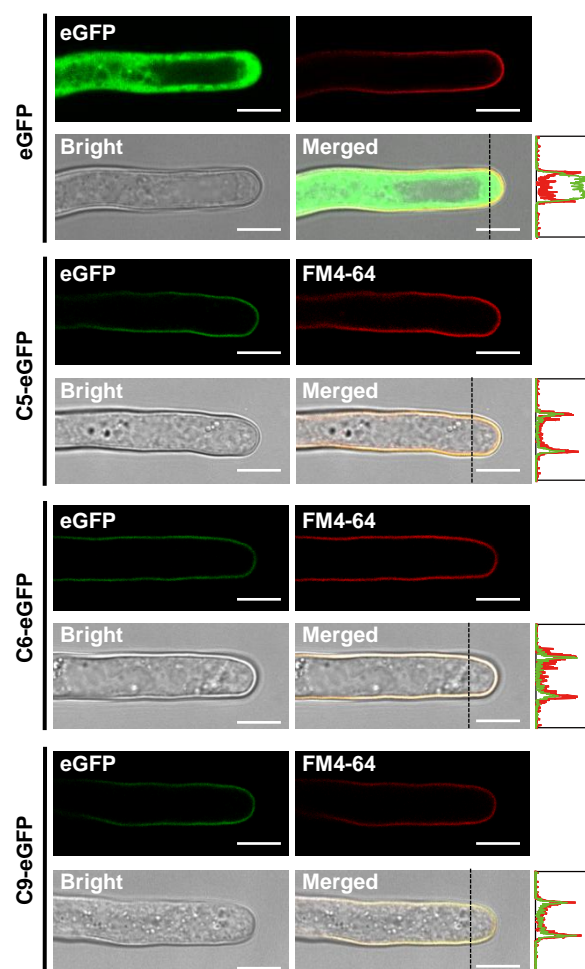 eGFP
eGFP
Bright
Merged
C5-eGFP
eGFP
FM4-64
Bright
Merged
C6-eGFP
eGFP
FM4-64
Bright
Merged
C9-eGFP
eGFP
FM4-64
Bright
Merged